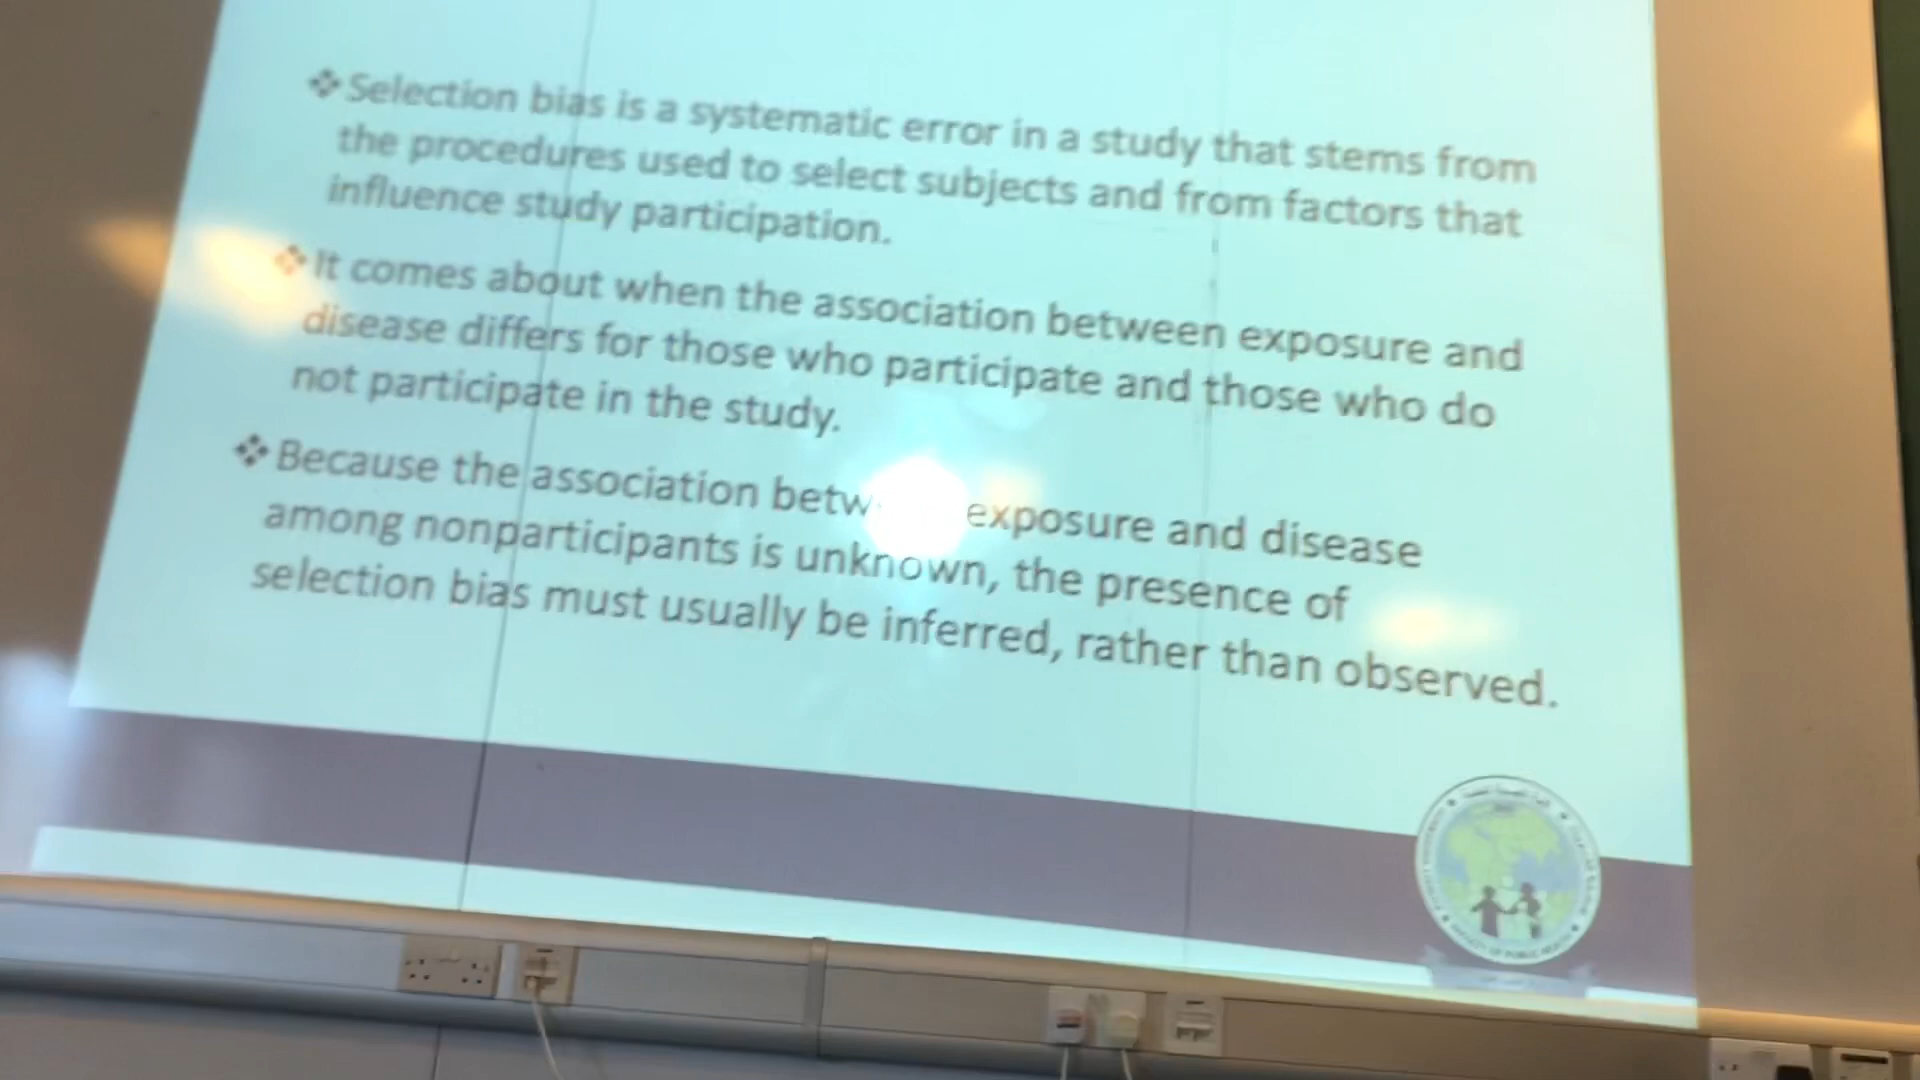 ❖Selection bias is a systematic error in a study that stems from
the procedures used to select subjects and from factors that
influence study participation.
❖It comes about when the association between exposure and
disease differs for those who participate and those who do
not participate in the study.
❖Because the association betw exposure and disease
among nonparticipants is unknown, the presence of
selection bias must usually be inferred, rather than observed.